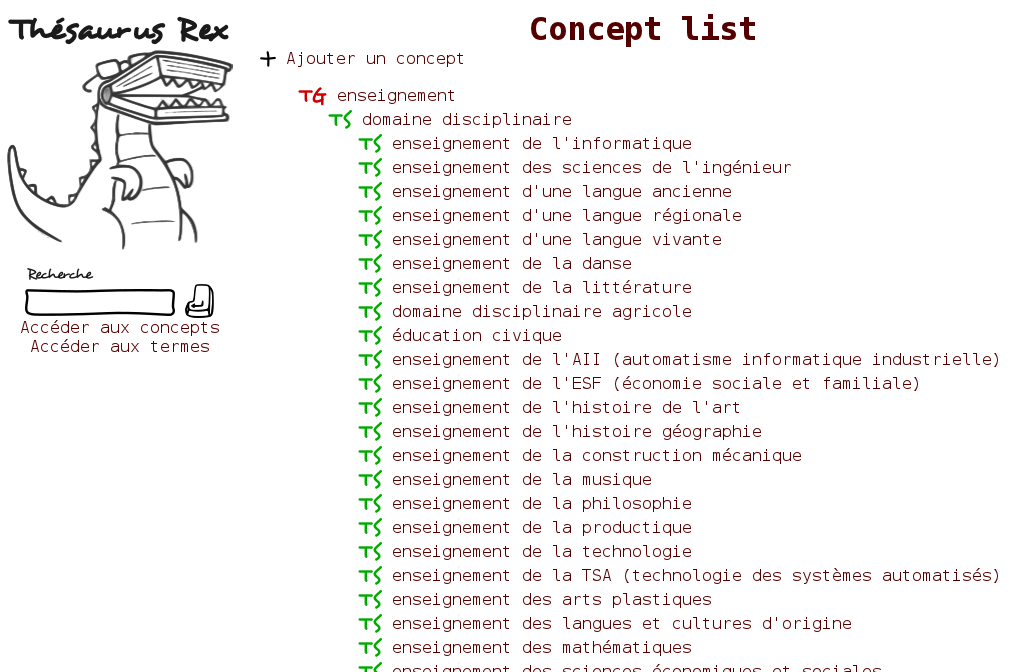 Thésaurus Rex
Recherche
Accéder aux concepts
Accéder aux termes
Concept list
+ Ajouter un concept
TG enseignement
TS domaine disciplinaire
TS enseignement de l'informatique
TS enseignement des sciences de l'ingénieur
TS enseignement d'une langue ancienne
TS enseignement d'une langue régionale
TS enseignement d'une langue vivante
TS enseignement de la danse
TS enseignement de la littérature
TS domaine disciplinaire agricole
TS éducation civique
TS enseignement de l'AII (automatisme informatique industrielle)
TS enseignement de l'ESF (économie sociale et familiale)
TS enseignement de l'histoire de l'art
TS enseignement de l'histoire géographie
TS enseignement de la construction mécanique
TS enseignement de la musique
TS enseignement de la philosophie
TS enseignement de la productique
TS enseignement de la technologie
TS enseignement de la TSA (technologie des systèmes automatisés)
TS enseignement des arts plastiques
TS enseignement des langues et cultures d'origine
TS enseignement des mathématiques
TS enseignement des sciences économiques et sociales